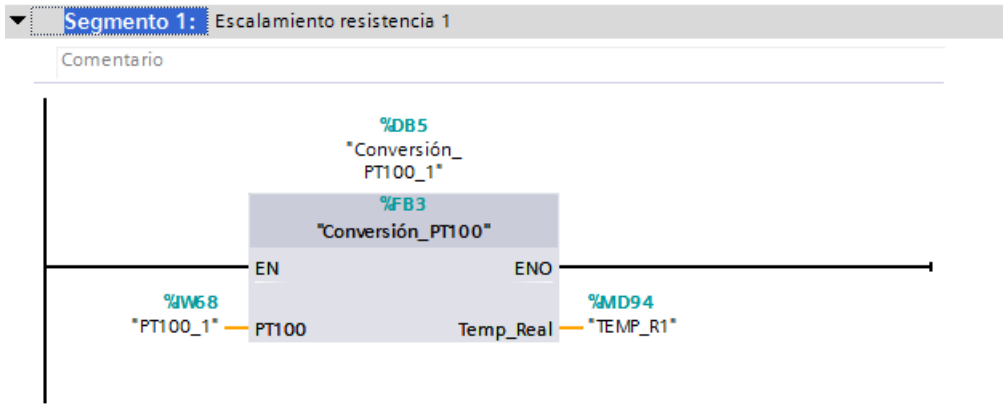 Segmento 1: Escalamiento resistencia 1
Comentario
%DB5
"Conversión_
PT100_1"
%FB3
"Conversión_PT100"
EN ENO
%IW68 %MD94
"PT100_1" PT100 Temp_Real "TEMP_R1"